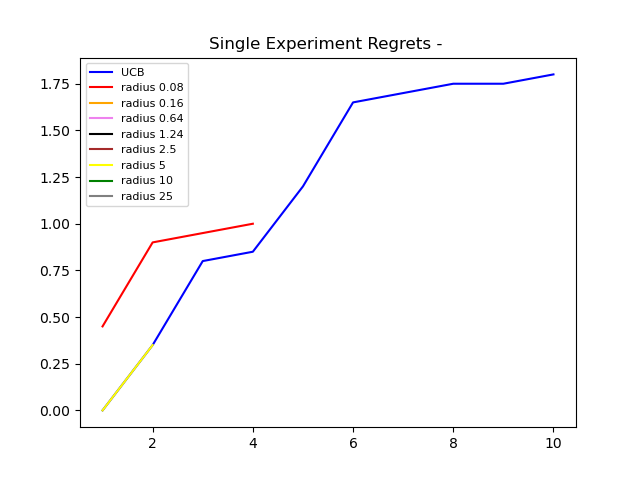 Single Experiment Regrets -
UCB
radius 0.08
radius 0.16
radius 0.64
radius 1.24
radius 2.5
radius 5
radius 10
radius 25
1.75
1.50
1.25
1.00
0.75
0.50
0.25
0.00
2 4 6 8 10